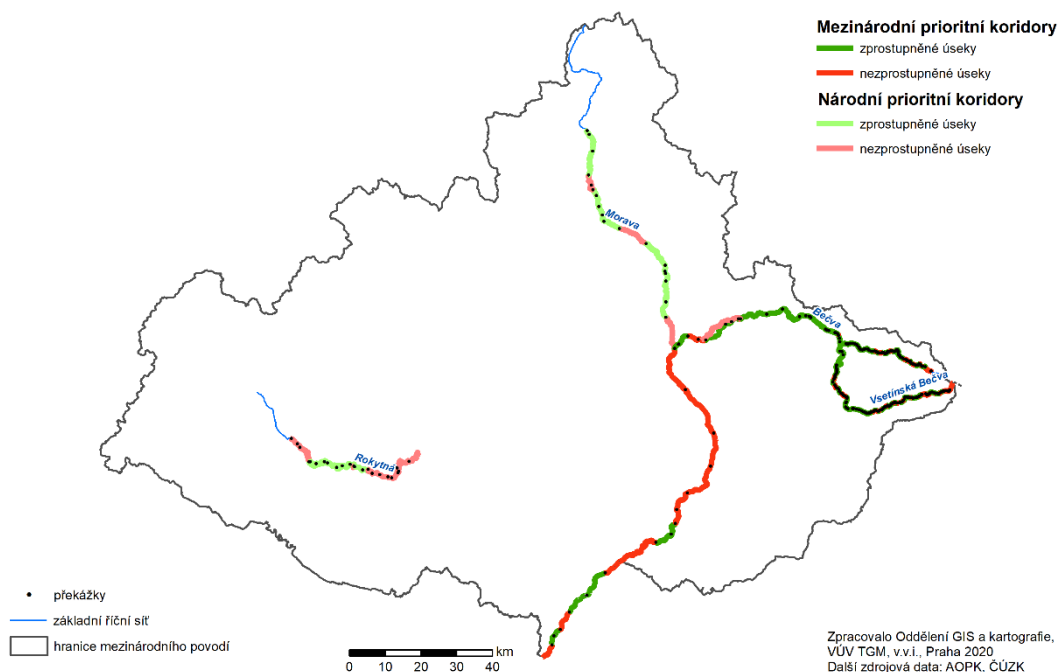 Mezinárodní prioritní koridory
zprostupněné úseky
nezprostupněné úseky
Národní prioritní koridory
zprostupněné úseky
nezprostupněné úseky
Morava
Bečva
Vsetínská Bečva
Rokytná
překážky
základní říční síť
hranice mezinárodního povodí
km
0 10 20 30 40
Zpracovalo Oddělení GIS a kartografie,
VÚV TGM, v.v.i., Praha 2020
Další zdrojová data: AOPK, ČÚZK